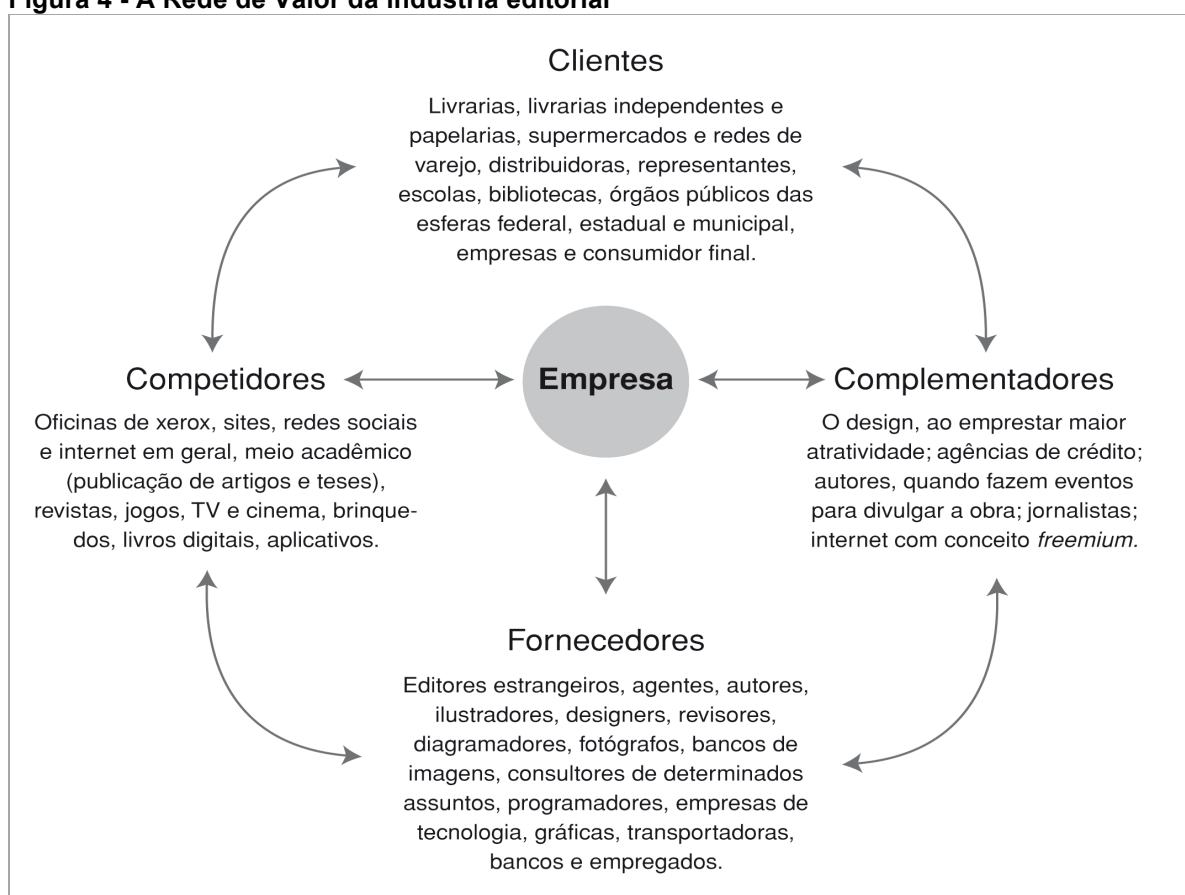 Figura 4 - A Rede de Valor da indústria editorial
Clientes
Livrarias, livrarias independentes e
papelarias, supermercados e redes de
varejo, distribuidoras, representantes,
escolas, bibliotecas, órgãos públicos das
esferas federal, estadual e municipal,
empresas e consumidor final.
Competidores
Oficinas de xerox, sites, redes sociais
e internet em geral, meio acadêmico
(publicação de artigos e teses),
revistas, jogos, TV e cinema, brinque-
dos, livros digitais, aplicativos.
Empresa
Complementadores
O design, ao emprestar maior
atratividade; agências de crédito;
autores, quando fazem eventos
para divulgar a obra; jornalistas;
internet com conceito freemium.
Fornecedores
Editores estrangeiros, agentes, autores,
ilustradores, designers, revisores,
diagramadores, fotógrafos, bancos de
imagens, consultores de determinados
assuntos, programadores, empresas de
tecnologia, gráficas, transportadoras,
bancos e empregados.